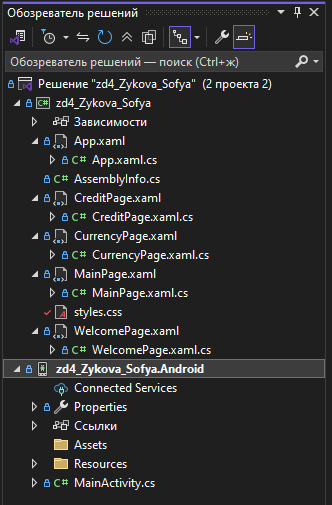 Обозреватель решений
Обозреватель решений — поиск (Ctrl+ж)
Решение "zd4_Zykova_Sofya" (2 проекта 2)
zd4_Zykova_Sofya
Зависимости
App.xaml
App.xaml.cs
AssemblyInfo.cs
CreditPage.xaml
CreditPage.xaml.cs
CurrencyPage.xaml
CurrencyPage.xaml.cs
MainPage.xaml
MainPage.xaml.cs
styles.css
WelcomePage.xaml
WelcomePage.xaml.cs
zd4_Zykova_Sofya.Android
Connected Services
Properties
Ссылки
Assets
Resources
MainActivity.cs